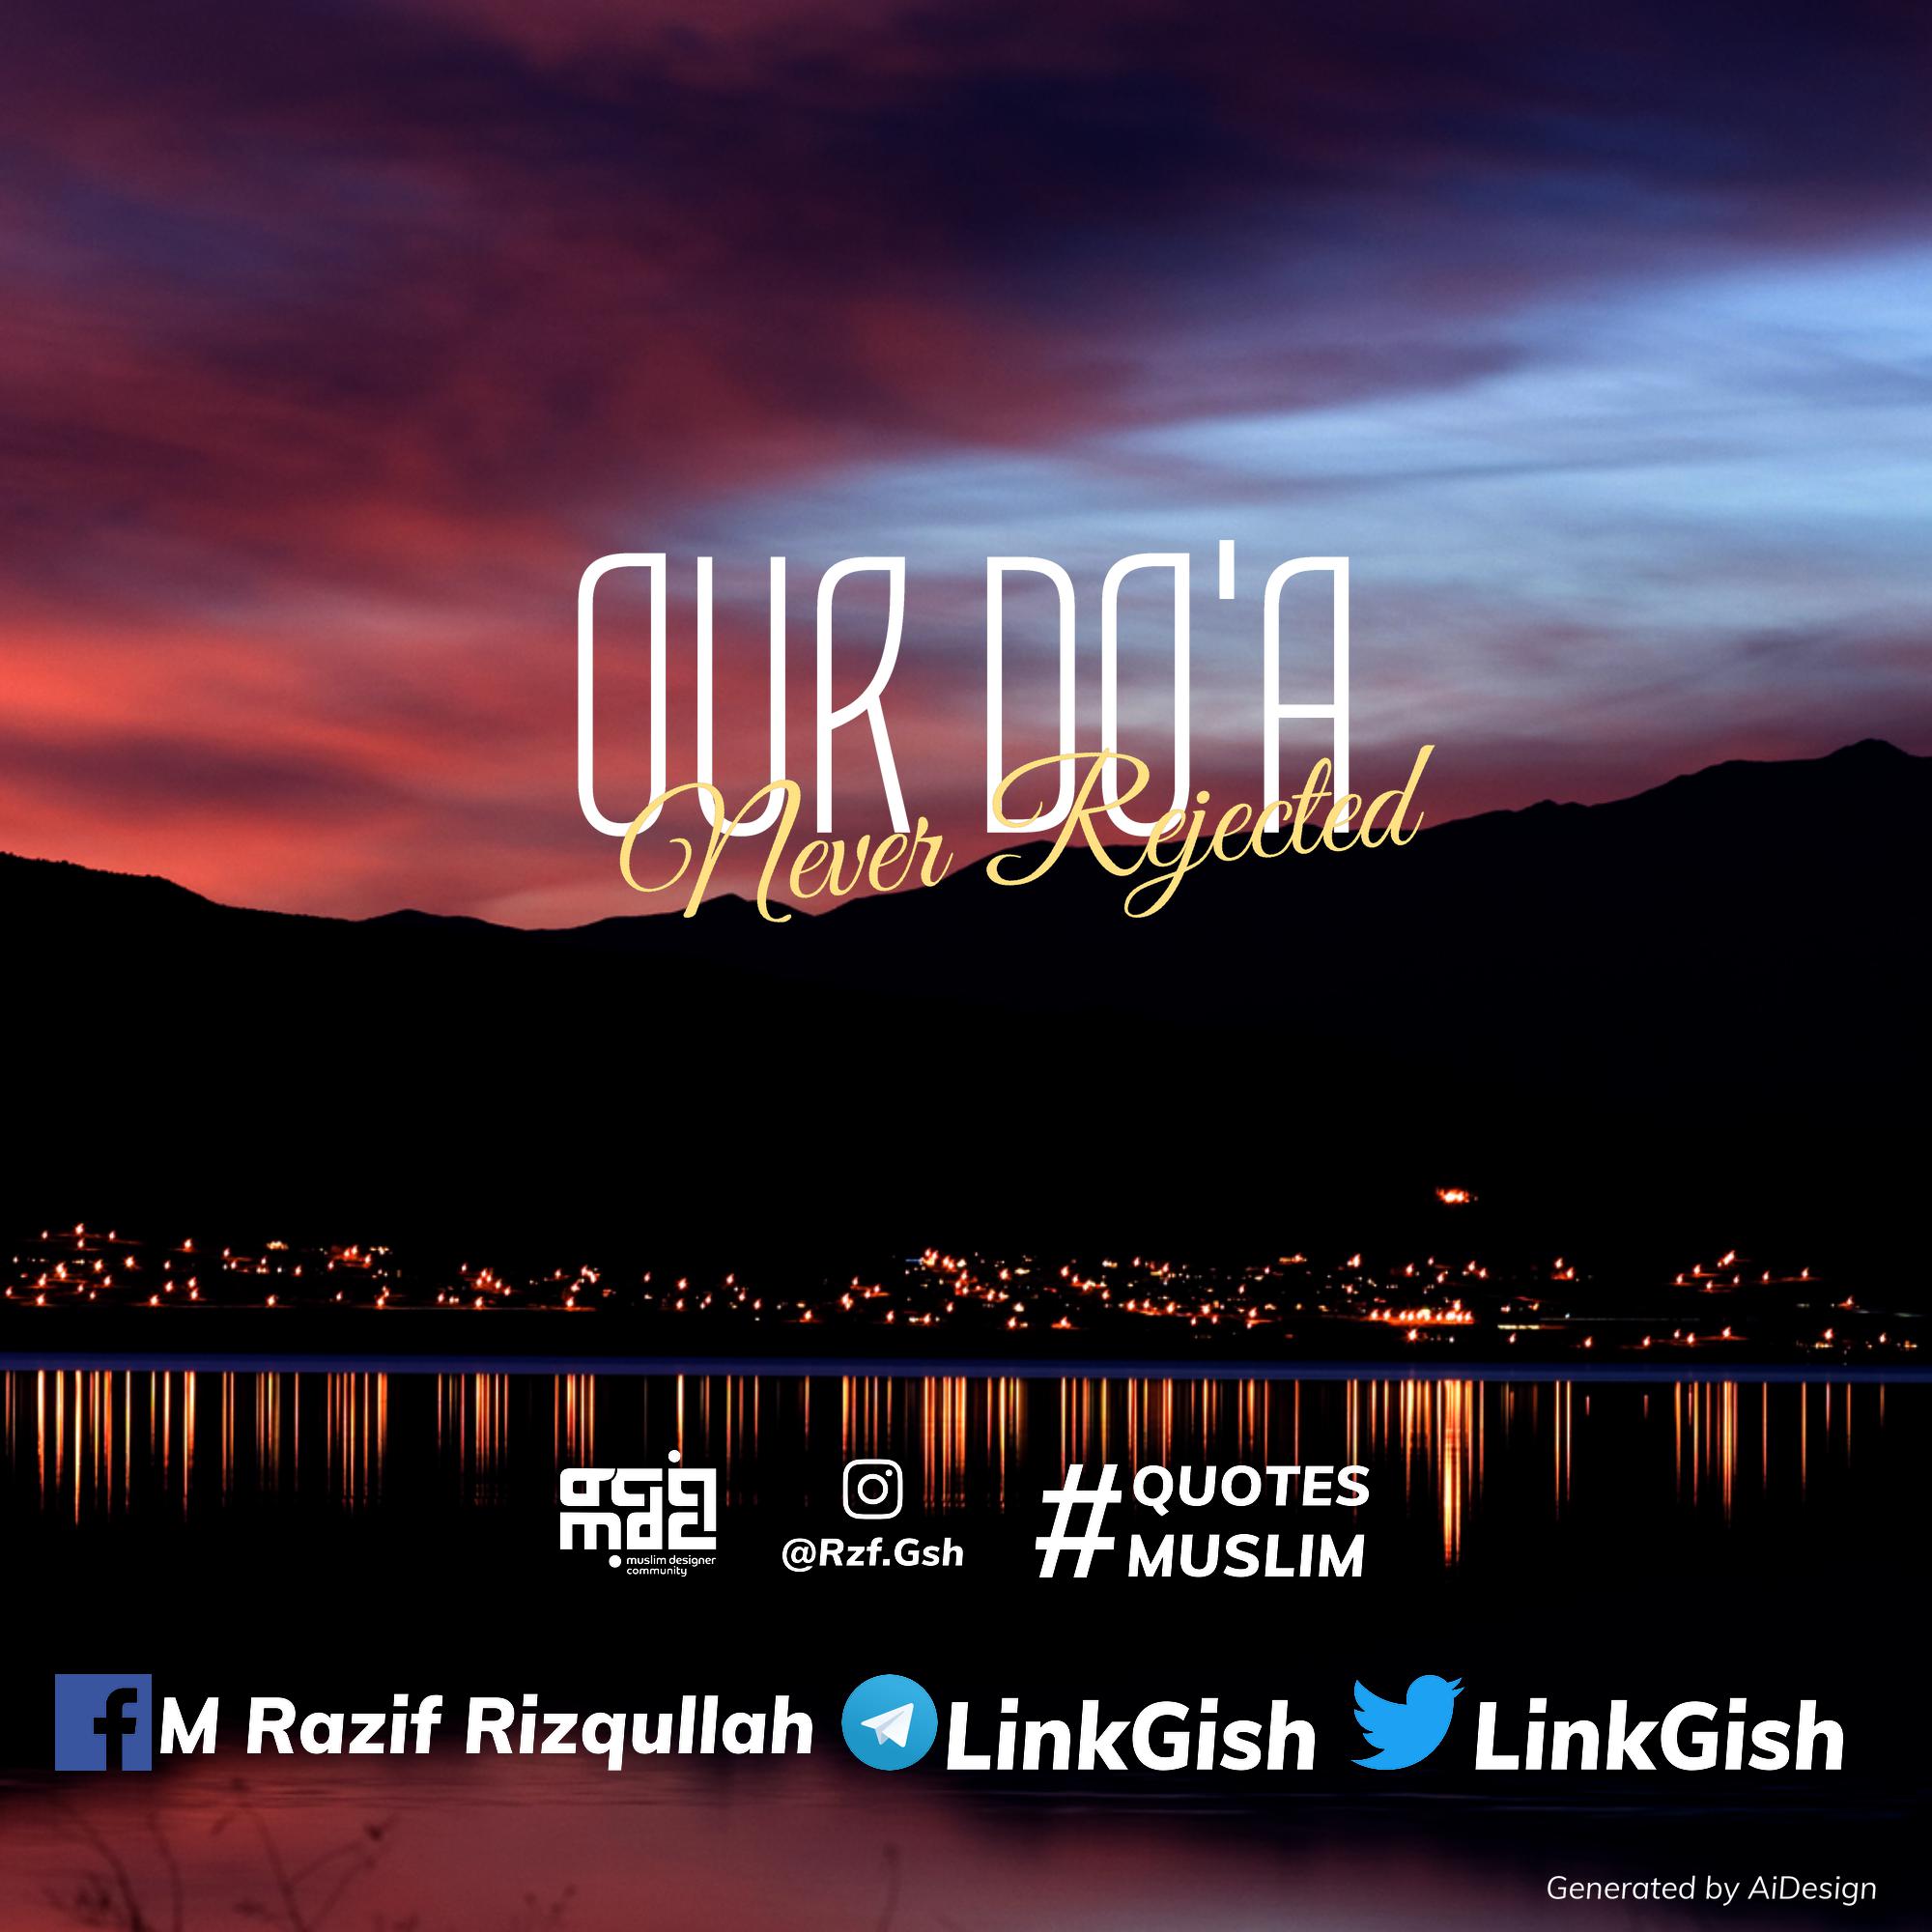 OUR DO'A
Never Rejected
muslim designer
community
@Rzf.Gsh
#QUOTES
MUSLIM
M Razif Rizqullah
LinkGish
LinkGish
Generated by AiDesign